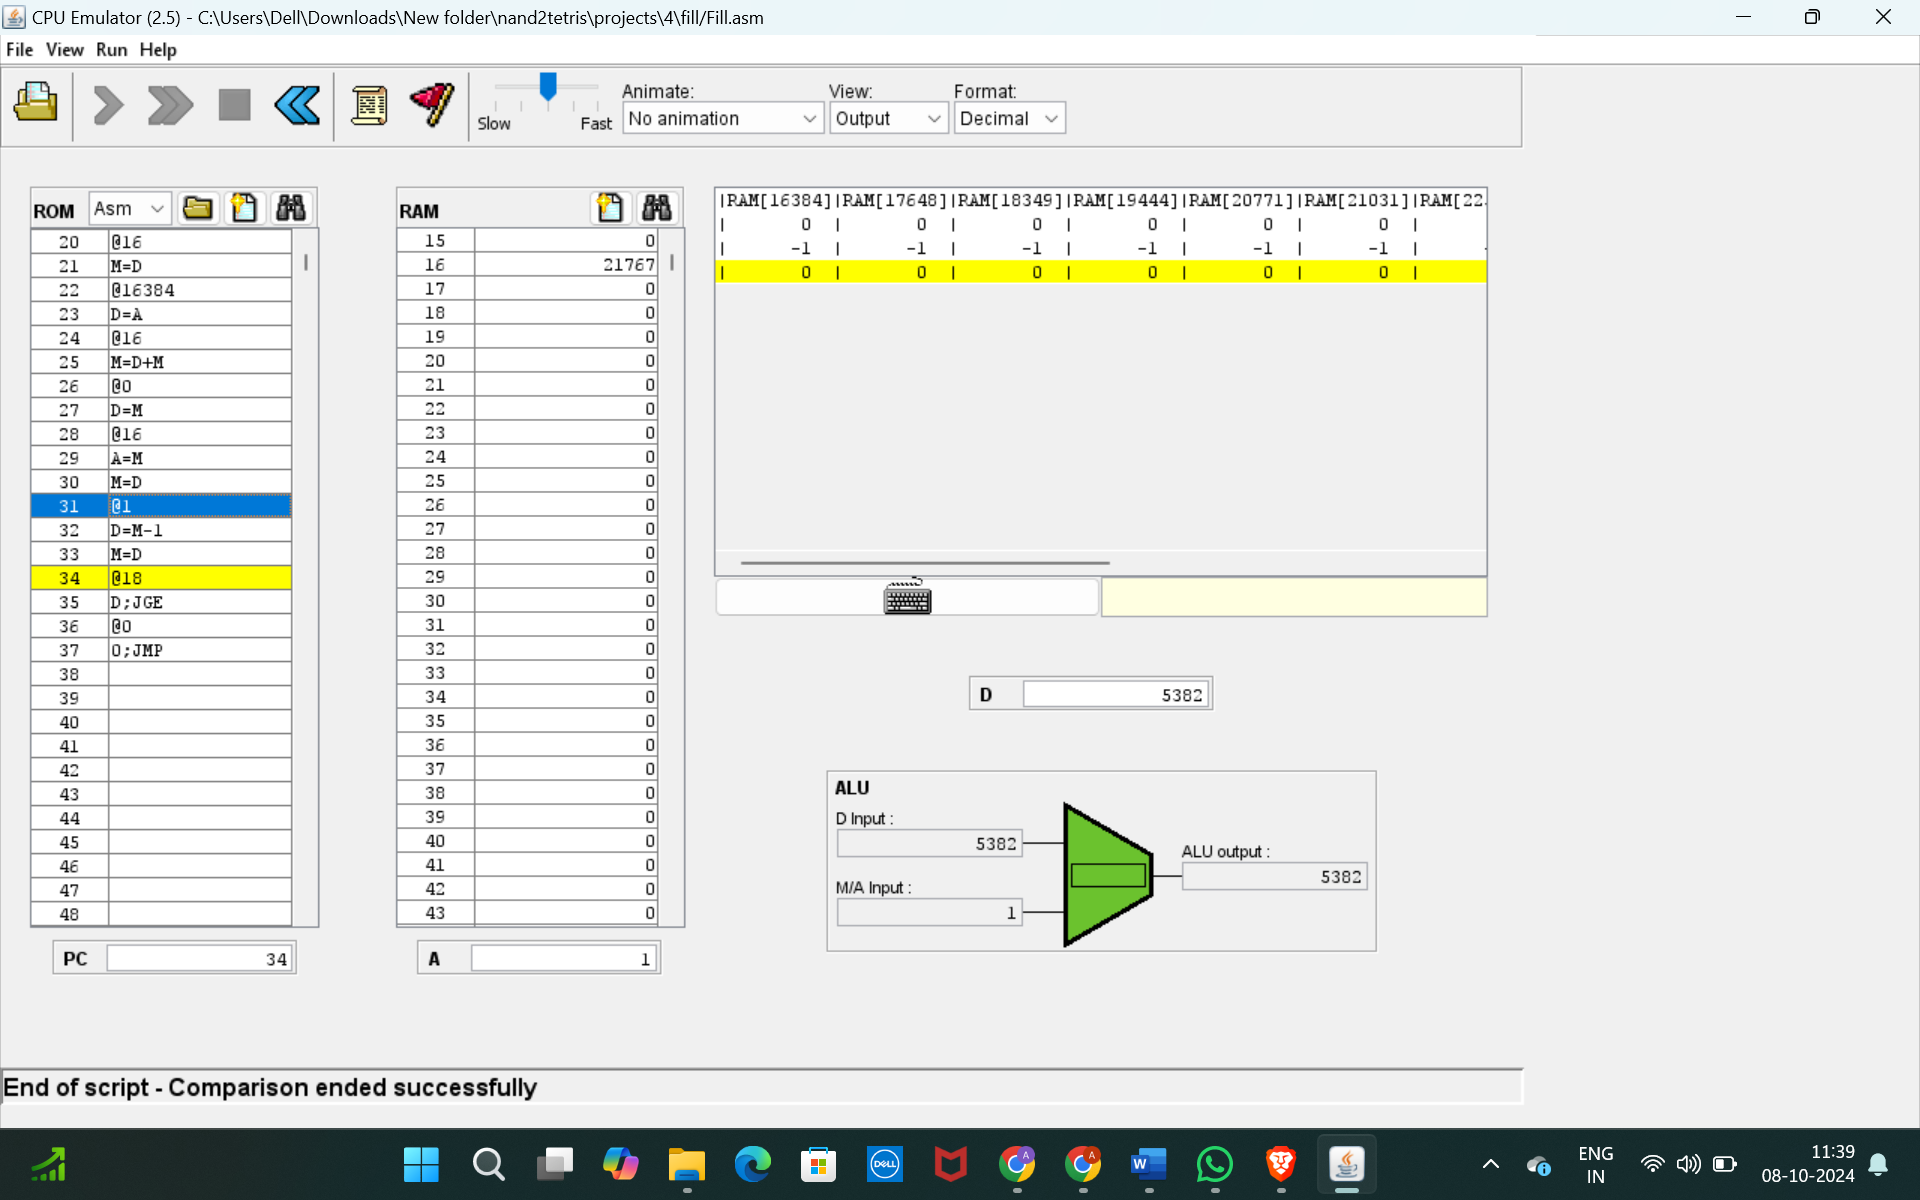 CPU Emulator (2.5) - C:\Users\Dell\Downloads\New folder\nand2tetris\projects\4\fill/Fill.asm
File View Run Help
Slow Fast
Animate:
No animation
View:
Output
Format:
Decimal
ROM Asm
20 @16
21 M=D
22 @16384
23 D=A
24 @16
25 M=D+M
26 @0
27 D=M
28 @16
29 A=M
30 M=D
31 @1
32 D=M-1
33 M=D
34 @18
35 D;JGE
36 @0
37 0;JMP
38
39
40
41
42
43
44
45
46
47
48
PC 34
RAM
15 0
16 21767
17 0
18 0
19 0
20 0
21 0
22 0
23 0
24 0
25 0
26 0
27 0
28 0
29 0
30 0
31 0
32 0
33 0
34 0
35 0
36 0
37 0
38 0
39 0
40 0
41 0
42 0
43 0
A 1
|RAM[16384]|RAM[17648]|RAM[18349]|RAM[19444]|RAM[20771]|RAM[21031]|RAM[22
| 0 | 0 | 0 | 0 | 0 | 0 |
| -1 | -1 | -1 | -1 | -1 | -1 |
| 0 | 0 | 0 | 0 | 0 | 0 |
D 5382
ALU
D Input :
5382
M/A Input :
1
ALU output :
5382
End of script - Comparison ended successfully
DELL
A
A
W
ENG
IN
11:39
08-10-2024